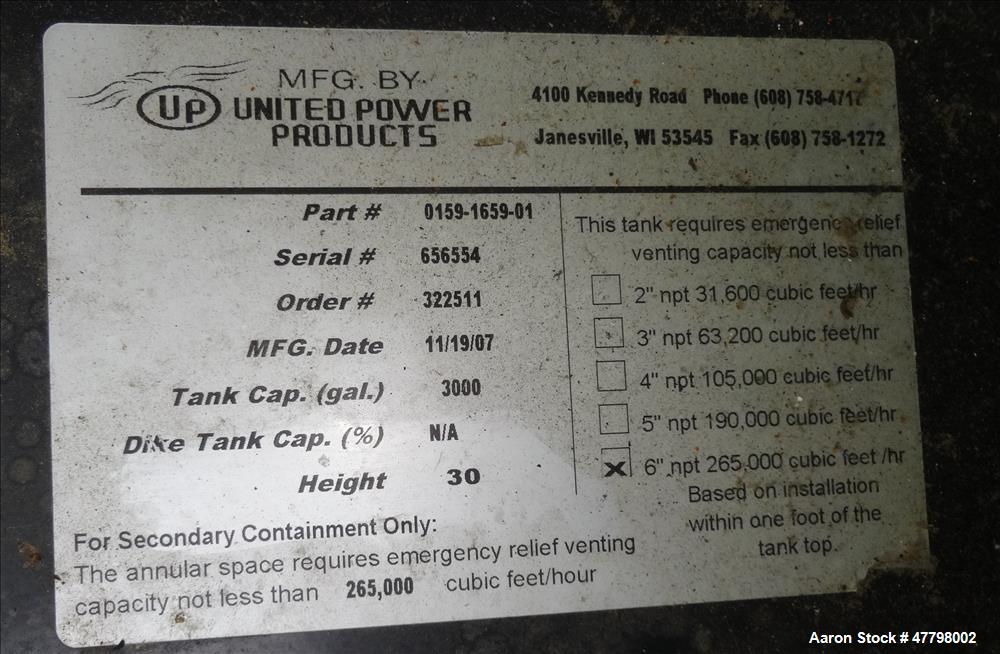 MFG. BY
UP UNITED POWER
PRODUCTS
4100 Kennedy Road Phone (608) 758-4717
Janesville, WI 53545 Fax (608) 758-1272
Part # 0159-1659-01
Serial # 656554
Order # 322511
MFG. Date 11/19/07
Tank Cap. (gal.) 3000
Dike Tank Cap. (%) N/A
Height 30
This tank requires emergency relief
venting capacity not less than
2" npt 31,600 cubic feet/hr
3" npt 63,200 cubic feet/hr
4" npt 105,000 cubic feet/hr
5" npt 190,000 cubic feet/hr
X 6" npt 265,000 cubic feet /hr
Based on installation
within one foot of the
tank top.
For Secondary Containment Only:
The annular space requires emergency relief venting
capacity not less than 265,000 cubic feet/hour
Aaron Stock # 47798002